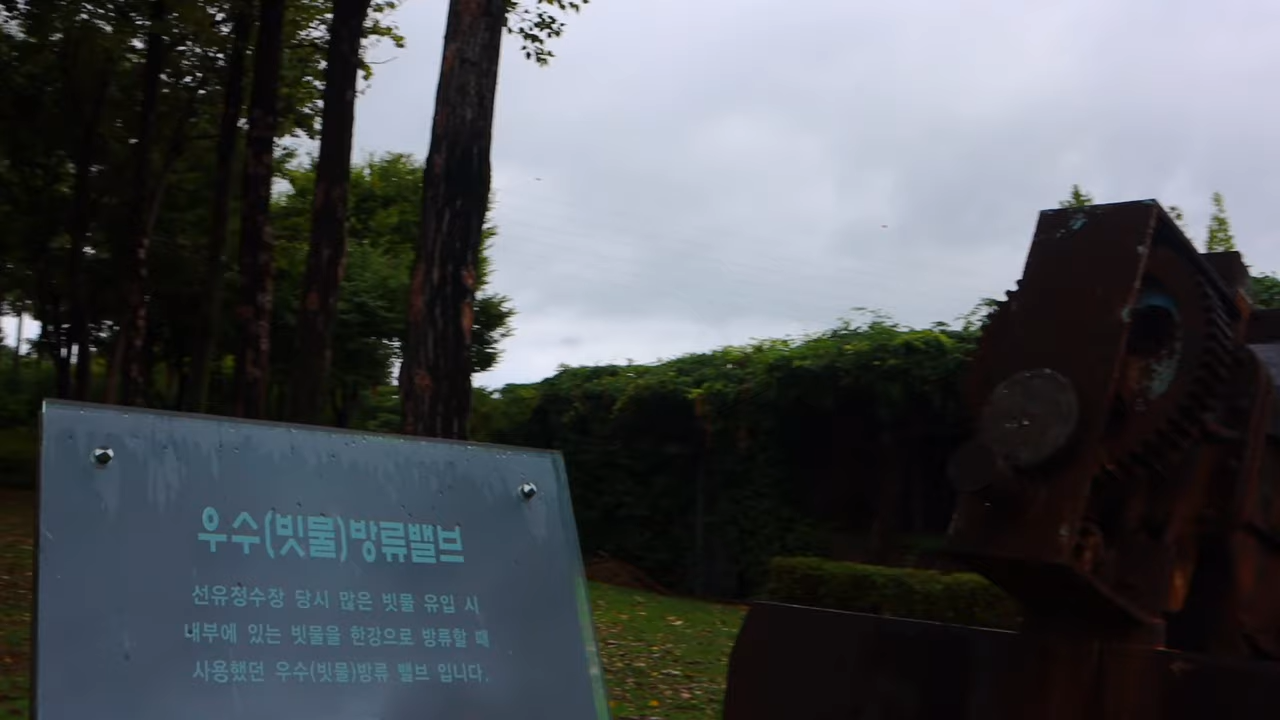 우수(빗물)방류밸브
선유정수장 당시 많은 빗물 유입 시
내부에 있는 빗물을 한강으로 방류할 때
사용했던 우수(빗물)방류 밸브 입니다.